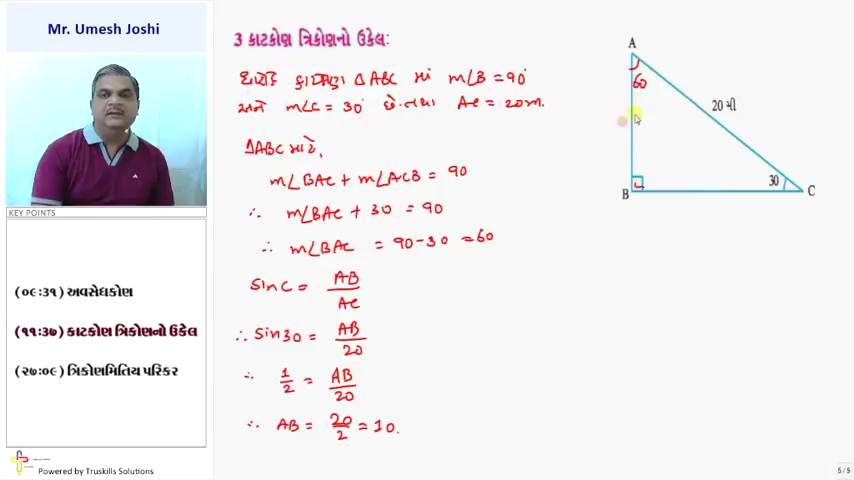 Mr. Umesh Joshi
KEY POINTS
(૦૯:૩૧) અવસેધકોણ
(૧૧:૩૭) કાટકોણ ત્રિકોણનો ઉકેલ
(૨૭:૦૯) ત્રિકોણમિતિય પરિકર
Powered by Truskills Solutions
3 કાટકોણ ત્રિકોણનો ઉકેલ:
ધારોકે કાટકોણ △ABC માં m∠B = 90°
અને m∠C = 30° છે. તથા AC = 20m.
△ABC માટે,
m∠BAC + m∠ACB = 90
∴ m∠BAC + 30 = 90
∴ m∠BAC = 90 - 30 = 60
sin C = AB/AC
∴ sin 30 = AB/20
∴ 1/2 = AB/20
∴ AB = 20/2 = 10.
A
60
20 મી
B
30
C
5 / 9